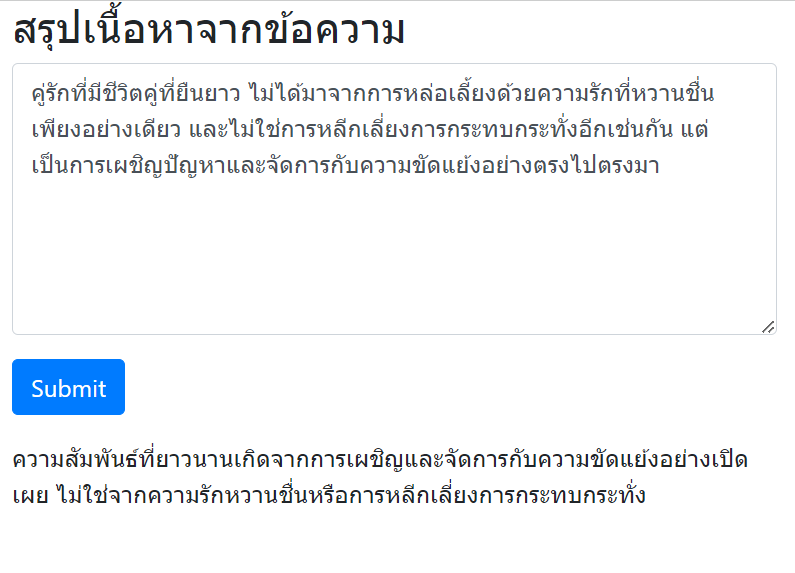 สรุปเนื้อหาจากข้อความ
คู่รักที่มีชีวิตคู่ที่ยืนยาว ไม่ได้มาจากการหล่อเลี้ยงด้วยความรักที่หวานชื่น
เพียงอย่างเดียว และไม่ใช่การหลีกเลี่ยงการกระทบกระทั่งอีกเช่นกัน แต่
เป็นการเผชิญปัญหาและจัดการกับความขัดแย้งอย่างตรงไปตรงมา
Submit
ความสัมพันธ์ที่ยาวนานเกิดจากการเผชิญและจัดการกับความขัดแย้งอย่างเปิด
เผย ไม่ใช่จากความรักหวานชื่นหรือการหลีกเลี่ยงการกระทบกระทั่ง